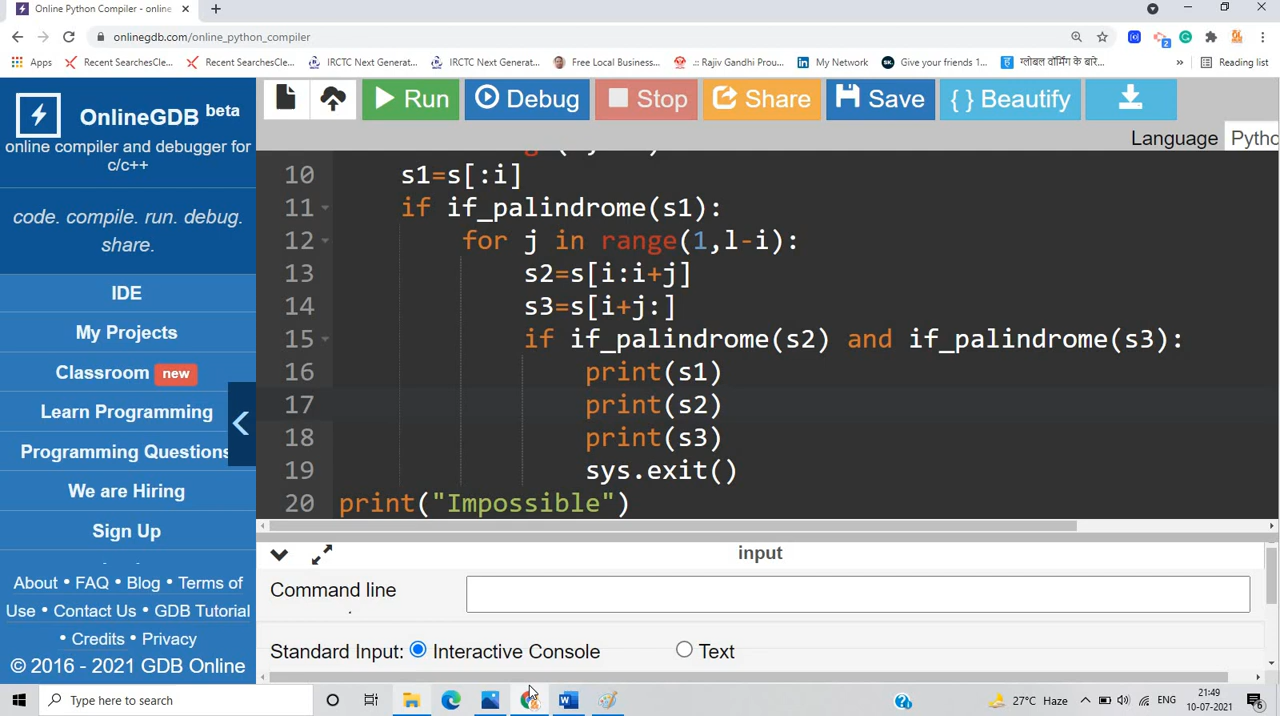 Online Python Compiler - online
onlinegdb.com/online_python_compiler
2
Apps
Recent SearchesCle...
Recent SearchesCle...
IRCTC Next Generat...
IRCTC Next Generat...
Free Local Business...
.:: Rajiv Gandhi Prou...
My Network
SK
Give your friends 1...
ग्लोबल वॉर्मिंग के बारे...
»
Reading list
OnlineGDB beta
online compiler and debugger for
c/c++
code. compile. run. debug.
share.
IDE
My Projects
Classroom new
Learn Programming
Programming Questions
We are Hiring
Sign Up
About • FAQ • Blog • Terms of
Use • Contact Us • GDB Tutorial
• Credits • Privacy
© 2016 - 2021 GDB Online
Run
Debug
Stop
Share
Save
{ } Beautify
Language
10 s1=s[:i]
11 if if_palindrome(s1):
12 for j in range(1,l-i):
13 s2=s[i:i+j]
14 s3=s[i+j:]
15 if if_palindrome(s2) and if_palindrome(s3):
16 print(s1)
17 print(s2)
18 print(s3)
19 sys.exit()
20 print("Impossible")
input
Command line
Standard Input: Interactive Console Text
Type here to search
27°C Haze
ENG
21:49
10-07-2021
6